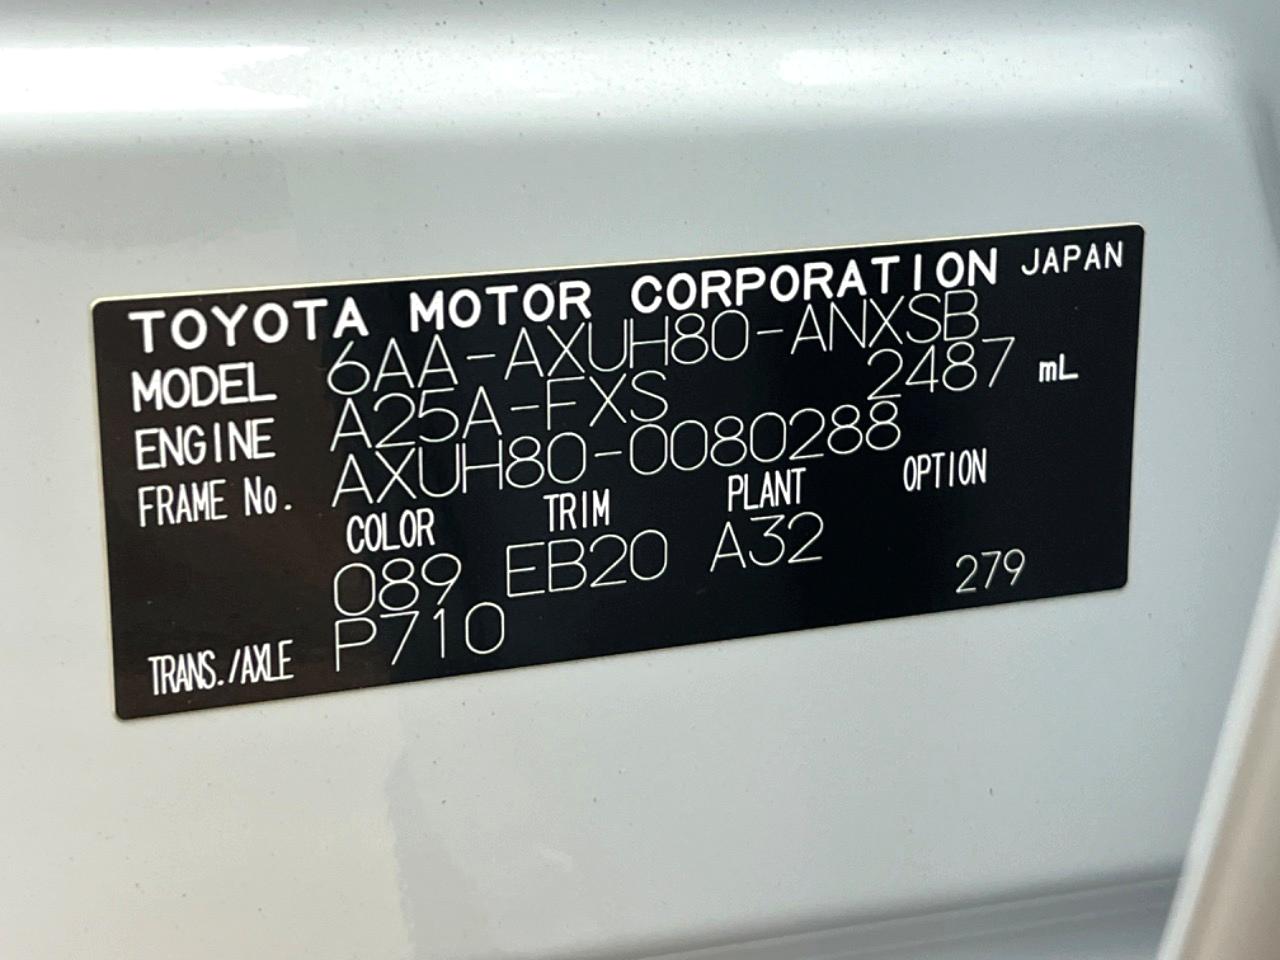 TOYOTA MOTOR CORPORATION JAPAN
MODEL 6AA-AXUH80-ANXSB
ENGINE A25A-FXS 2487 mL
FRAME No. AXUH80-0080288
COLOR TRIM PLANT OPTION
089 EB20 A32
TRANS./AXLE P710 279